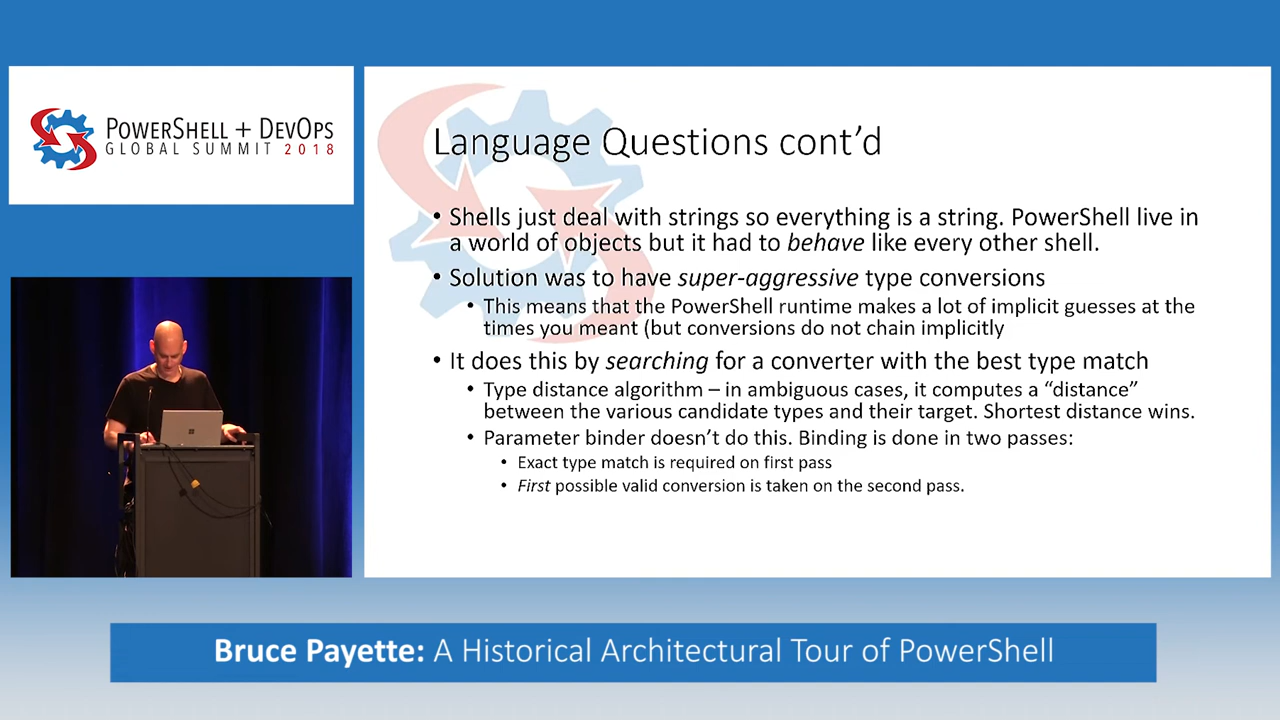 POWERSHELL + DEVOPS
GLOBAL SUMMIT 2018
Language Questions cont’d
• Shells just deal with strings so everything is a string. PowerShell live in
a world of objects but it had to behave like every other shell.
• Solution was to have super-aggressive type conversions
• This means that the PowerShell runtime makes a lot of implicit guesses at the
times you meant (but conversions do not chain implicitly
• It does this by searching for a converter with the best type match
• Type distance algorithm – in ambiguous cases, it computes a “distance”
between the various candidate types and their target. Shortest distance wins.
• Parameter binder doesn’t do this. Binding is done in two passes:
• Exact type match is required on first pass
• First possible valid conversion is taken on the second pass.
Bruce Payette: A Historical Architectural Tour of PowerShell